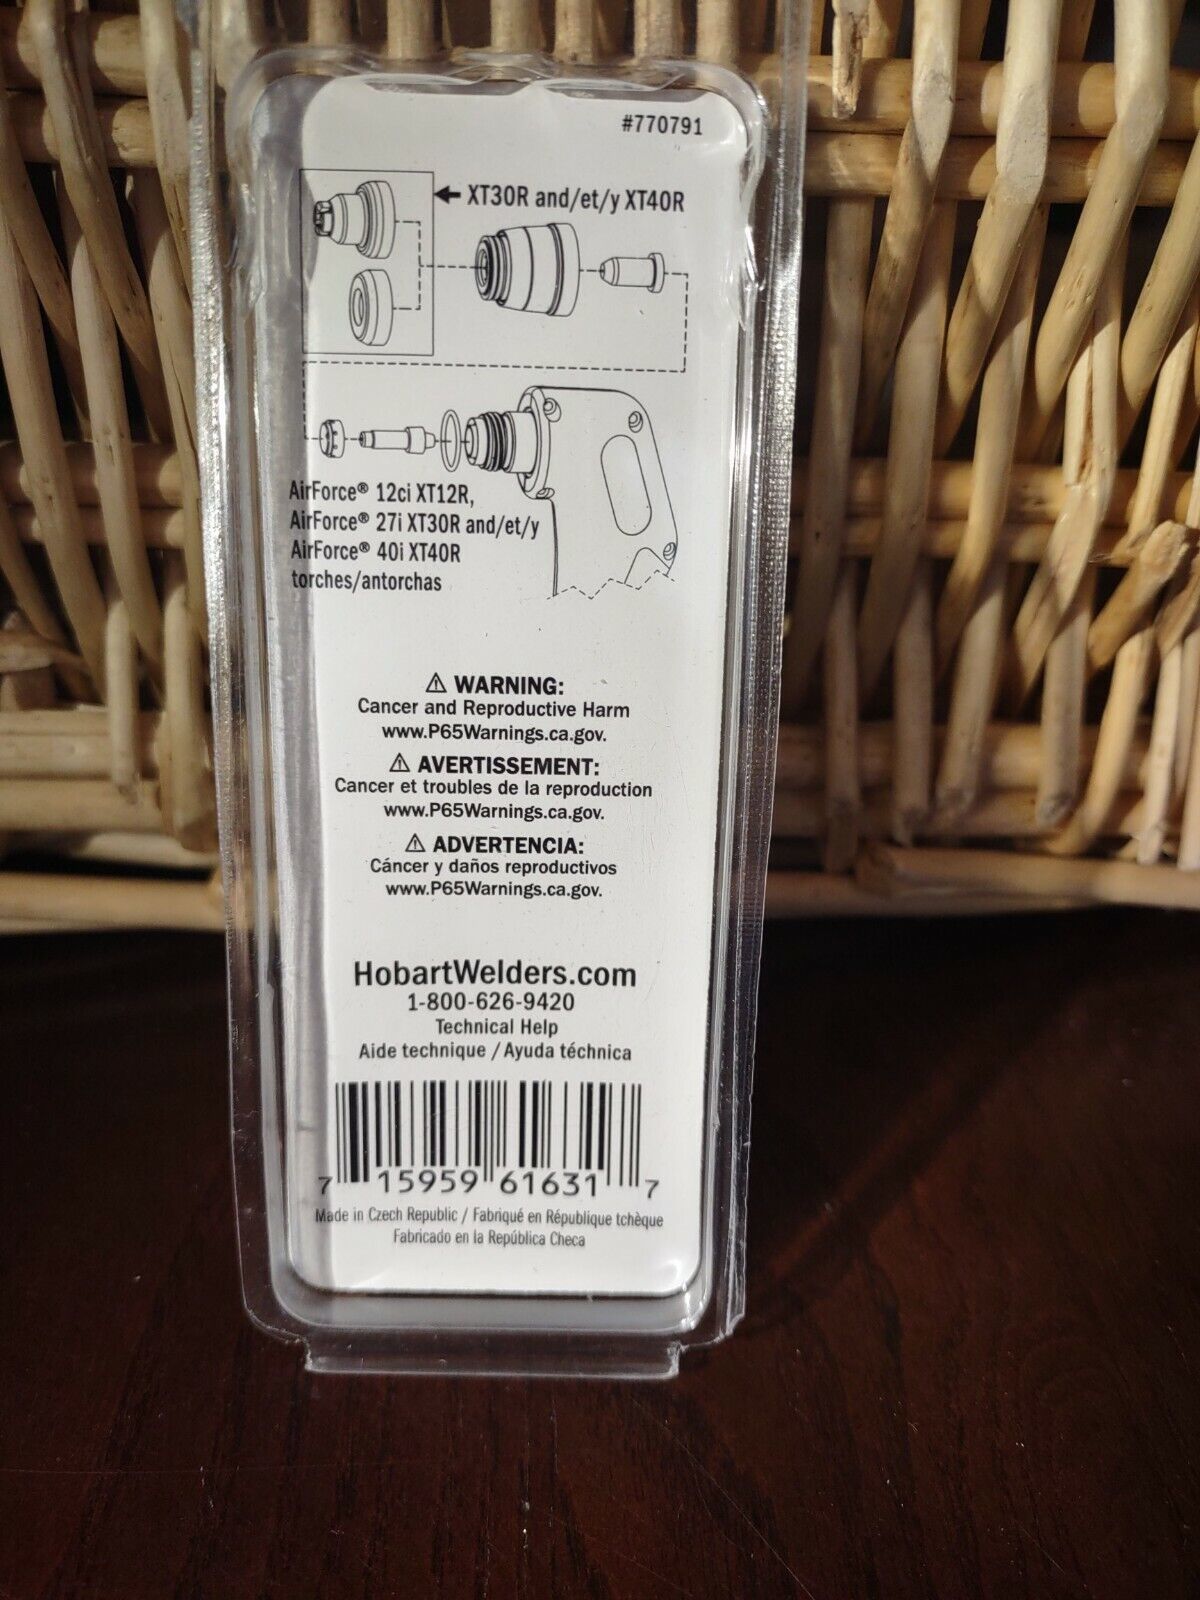 #770791
XT30R and/et/y XT40R
AirForce® 12ci XT12R,
AirForce® 27i XT30R and/et/y
AirForce® 40i XT40R
torches/antorchas
⚠ WARNING:
Cancer and Reproductive Harm
www.P65Warnings.ca.gov.
⚠ AVERTISSEMENT:
Cancer et troubles de la reproduction
www.P65Warnings.ca.gov.
⚠ ADVERTENCIA:
Cáncer y daños reproductivos
www.P65Warnings.ca.gov.
HobartWelders.com
1-800-626-9420
Technical Help
Aide technique / Ayuda téchnica
7 15959 61631 7
Made in Czech Republic / Fabriqué en République tchèque
Fabricado en la República Checa